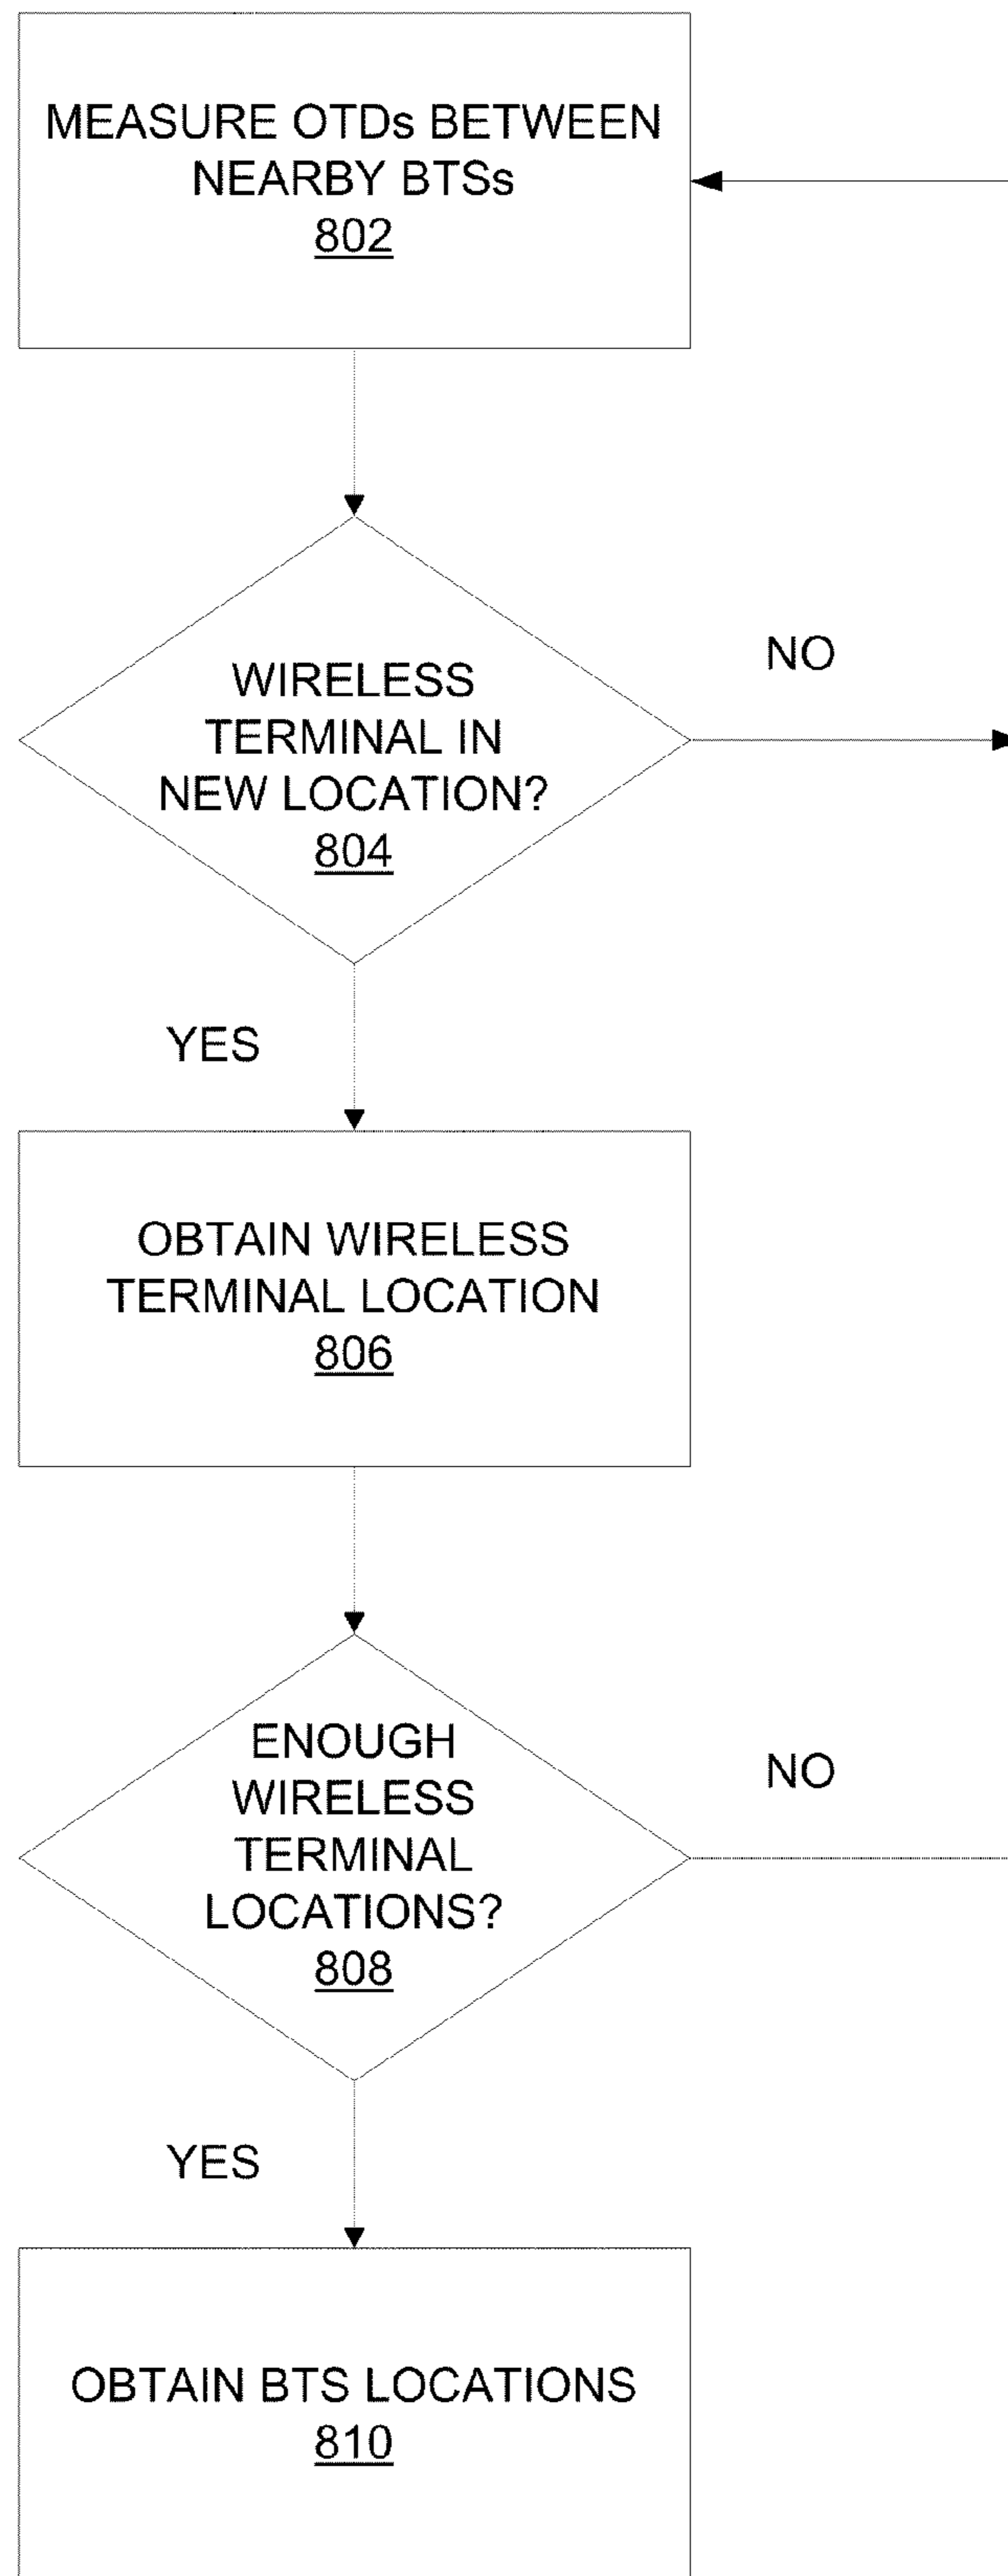 MEASURE OTDs BETWEEN
NEARBY BTSs
802
WIRELESS
TERMINAL IN
NEW LOCATION?
804
NO
YES
OBTAIN WIRELESS
TERMINAL LOCATION
806
ENOUGH
WIRELESS
TERMINAL
LOCATIONS?
808
NO
YES
OBTAIN BTS LOCATIONS
810